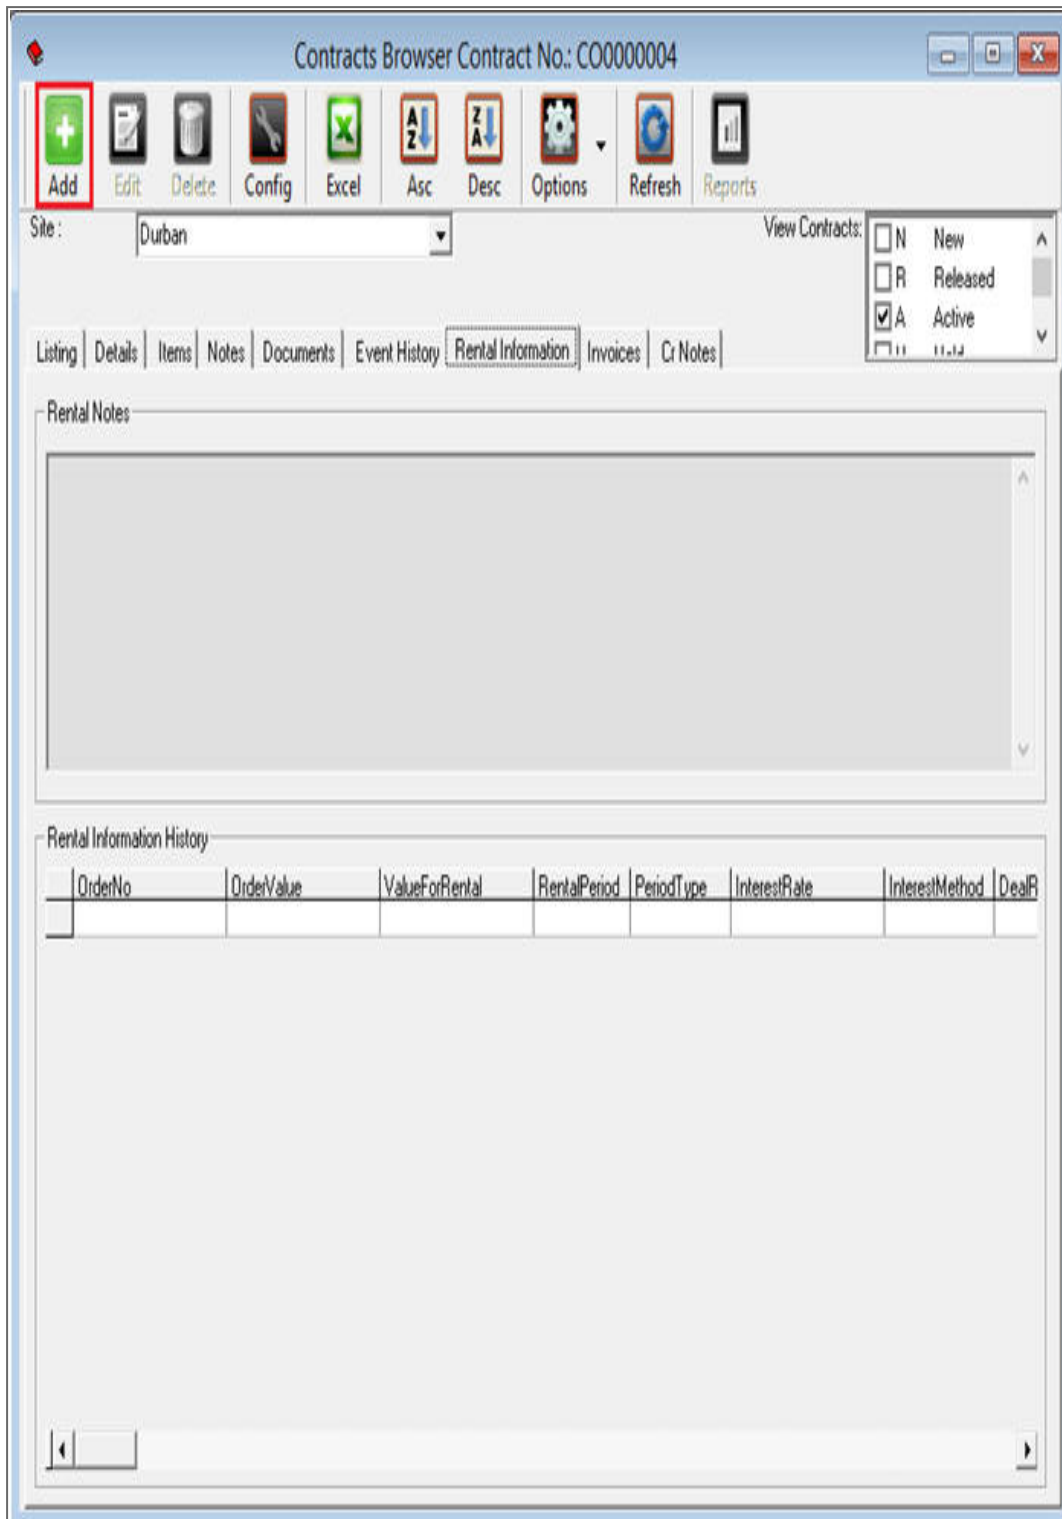 Contracts Browser Contract No.: CO0000004
Add Edit Delete Config Excel Asc Desc Options Refresh Reports
Site : Durban View Contracts:
N New
R Released
A Active
Listing Details Items Notes Documents Event History Rental Information Invoices Cr Notes
Rental Notes
Rental Information History
OrderNo OrderValue ValueForRental RentalPeriod PeriodType InterestRate InterestMethod DealR